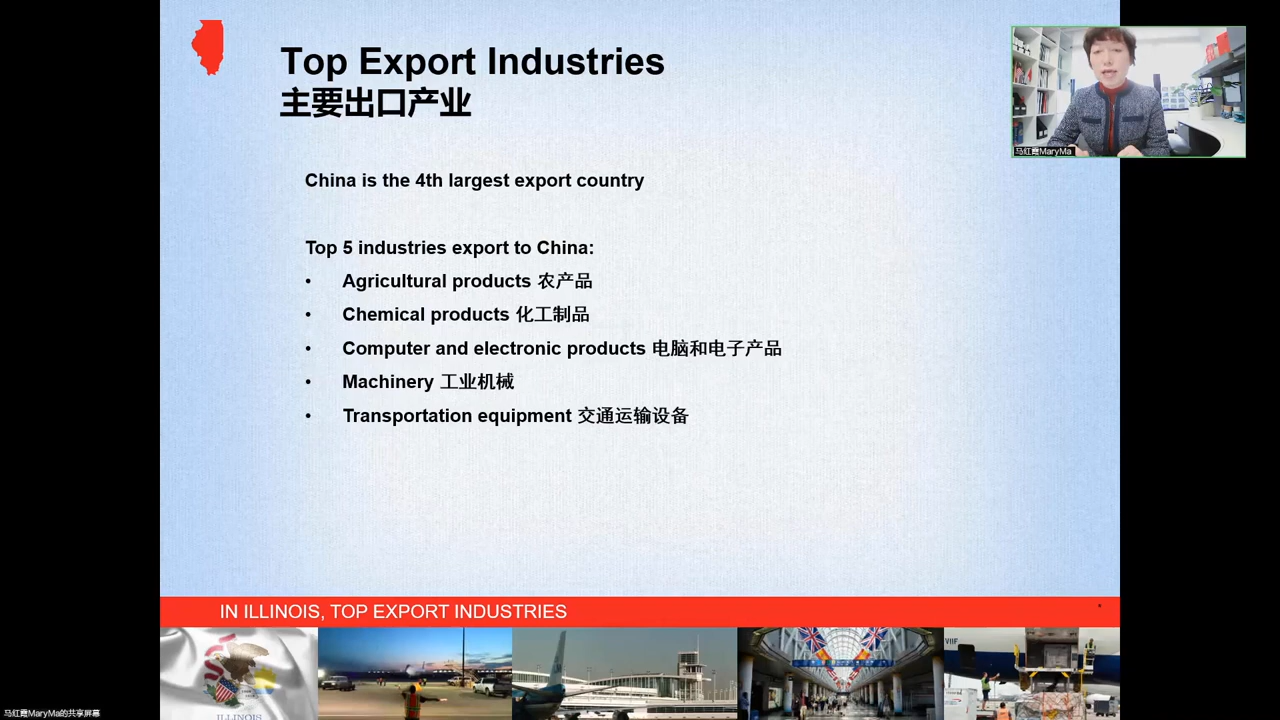 Top Export Industries
主要出口产业
China is the 4th largest export country
Top 5 industries export to China:
• Agricultural products 农产品
• Chemical products 化工制品
• Computer and electronic products 电脑和电子产品
• Machinery 工业机械
• Transportation equipment 交通运输设备
IN ILLINOIS, TOP EXPORT INDUSTRIES
ILLINOIS
马红霞MaryMa
马红霞MaryMa的共享屏幕